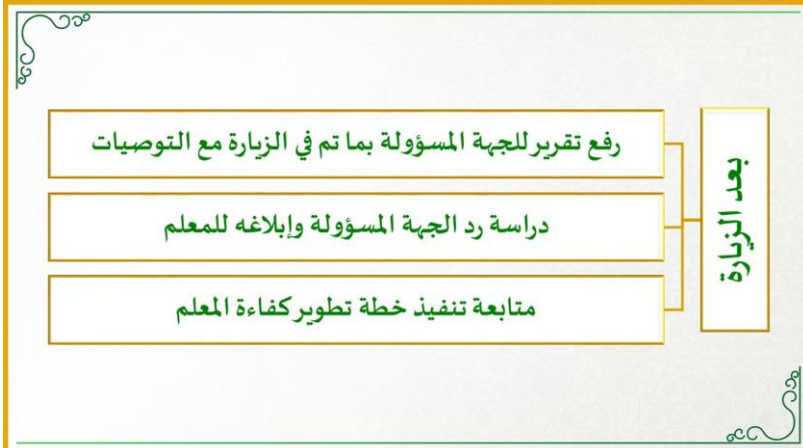 بعد الزيارة
رفع تقرير للجهة المسؤولة بما تم في الزيارة مع التوصيات
دراسة رد الجهة المسؤولة وإبلاغه للمعلم
متابعة تنفيذ خطة تطوير كفاءة المعلم